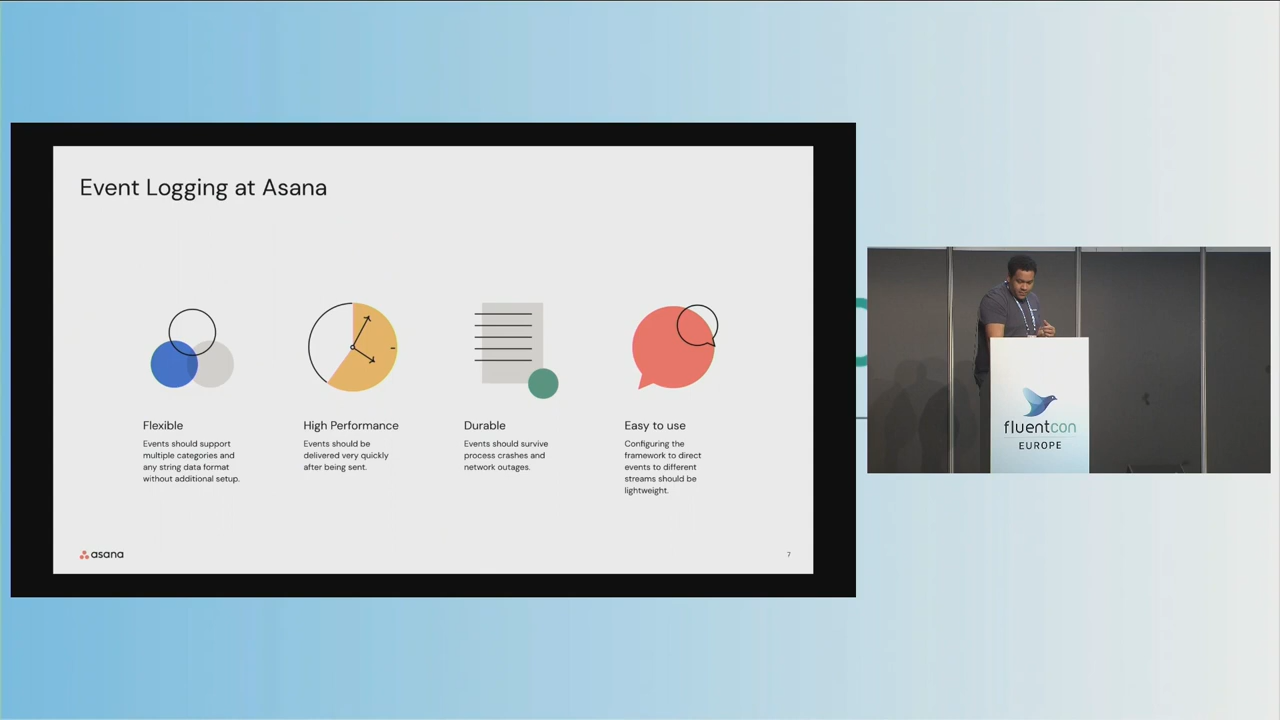 Event Logging at Asana
Flexible
Events should support
multiple categories and
any string data format
without additional setup.
High Performance
Events should be
delivered very quickly
after being sent.
Durable
Events should survive
process crashes and
network outages.
Easy to use
Configuring the
framework to direct
events to different
streams should be
lightweight.
asana
7
fluentcon
EUROPE